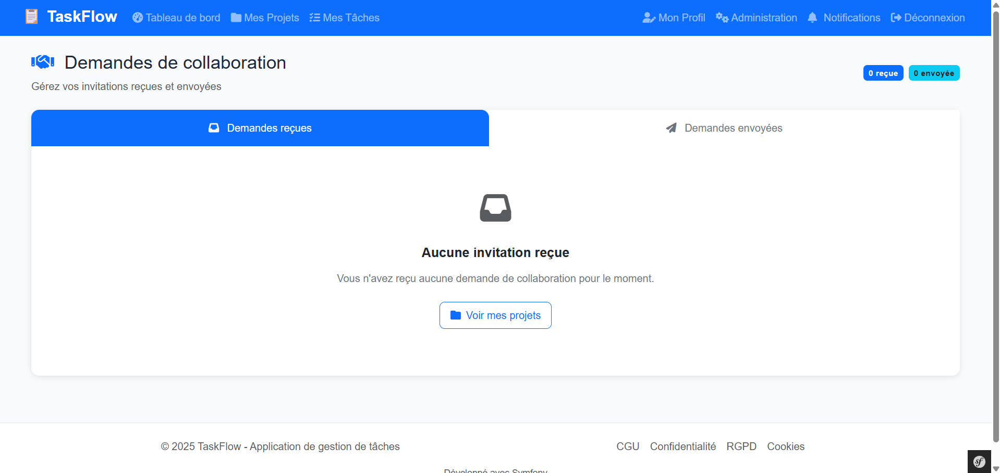 TaskFlow Tableau de bord Mes Projets Mes Tâches Mon Profil Administration Notifications Déconnexion
Demandes de collaboration
0 reçue 0 envoyée
Gérez vos invitations reçues et envoyées
Demandes reçues Demandes envoyées
Aucune invitation reçue
Vous n'avez reçu aucune demande de collaboration pour le moment.
Voir mes projets
© 2025 TaskFlow - Application de gestion de tâches CGU Confidentialité RGPD Cookies
Développé avec Symfony
sf